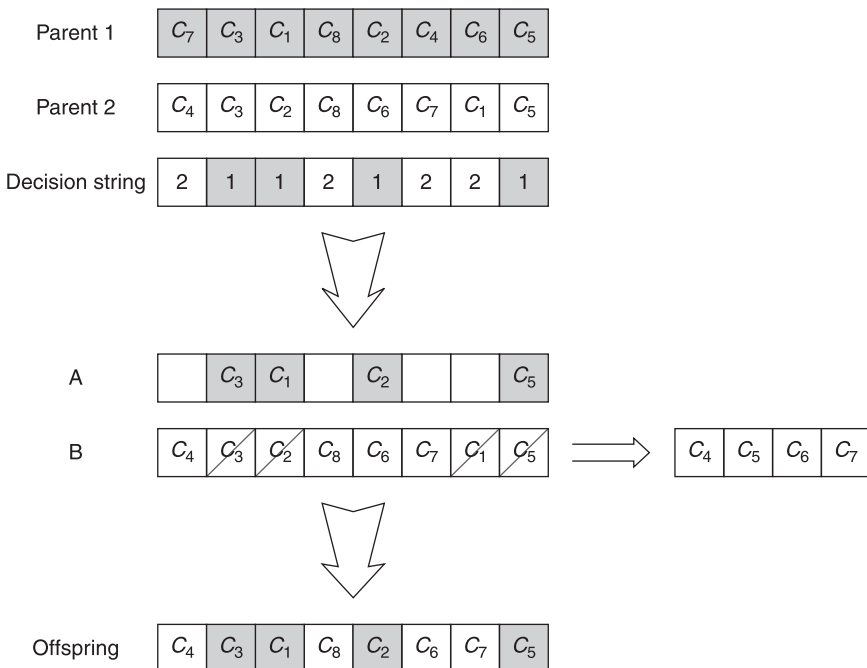 Parent 1 C7 C3 C1 C8 C2 C4 C6 C5
Parent 2 C4 C3 C2 C8 C6 C7 C1 C5
Decision string 2 1 1 2 1 2 2 1
A C3 C1 C2 C5
B C4 C3 C2 C8 C6 C7 C1 C5 C4 C5 C6 C7
Offspring C4 C3 C1 C8 C2 C6 C7 C5